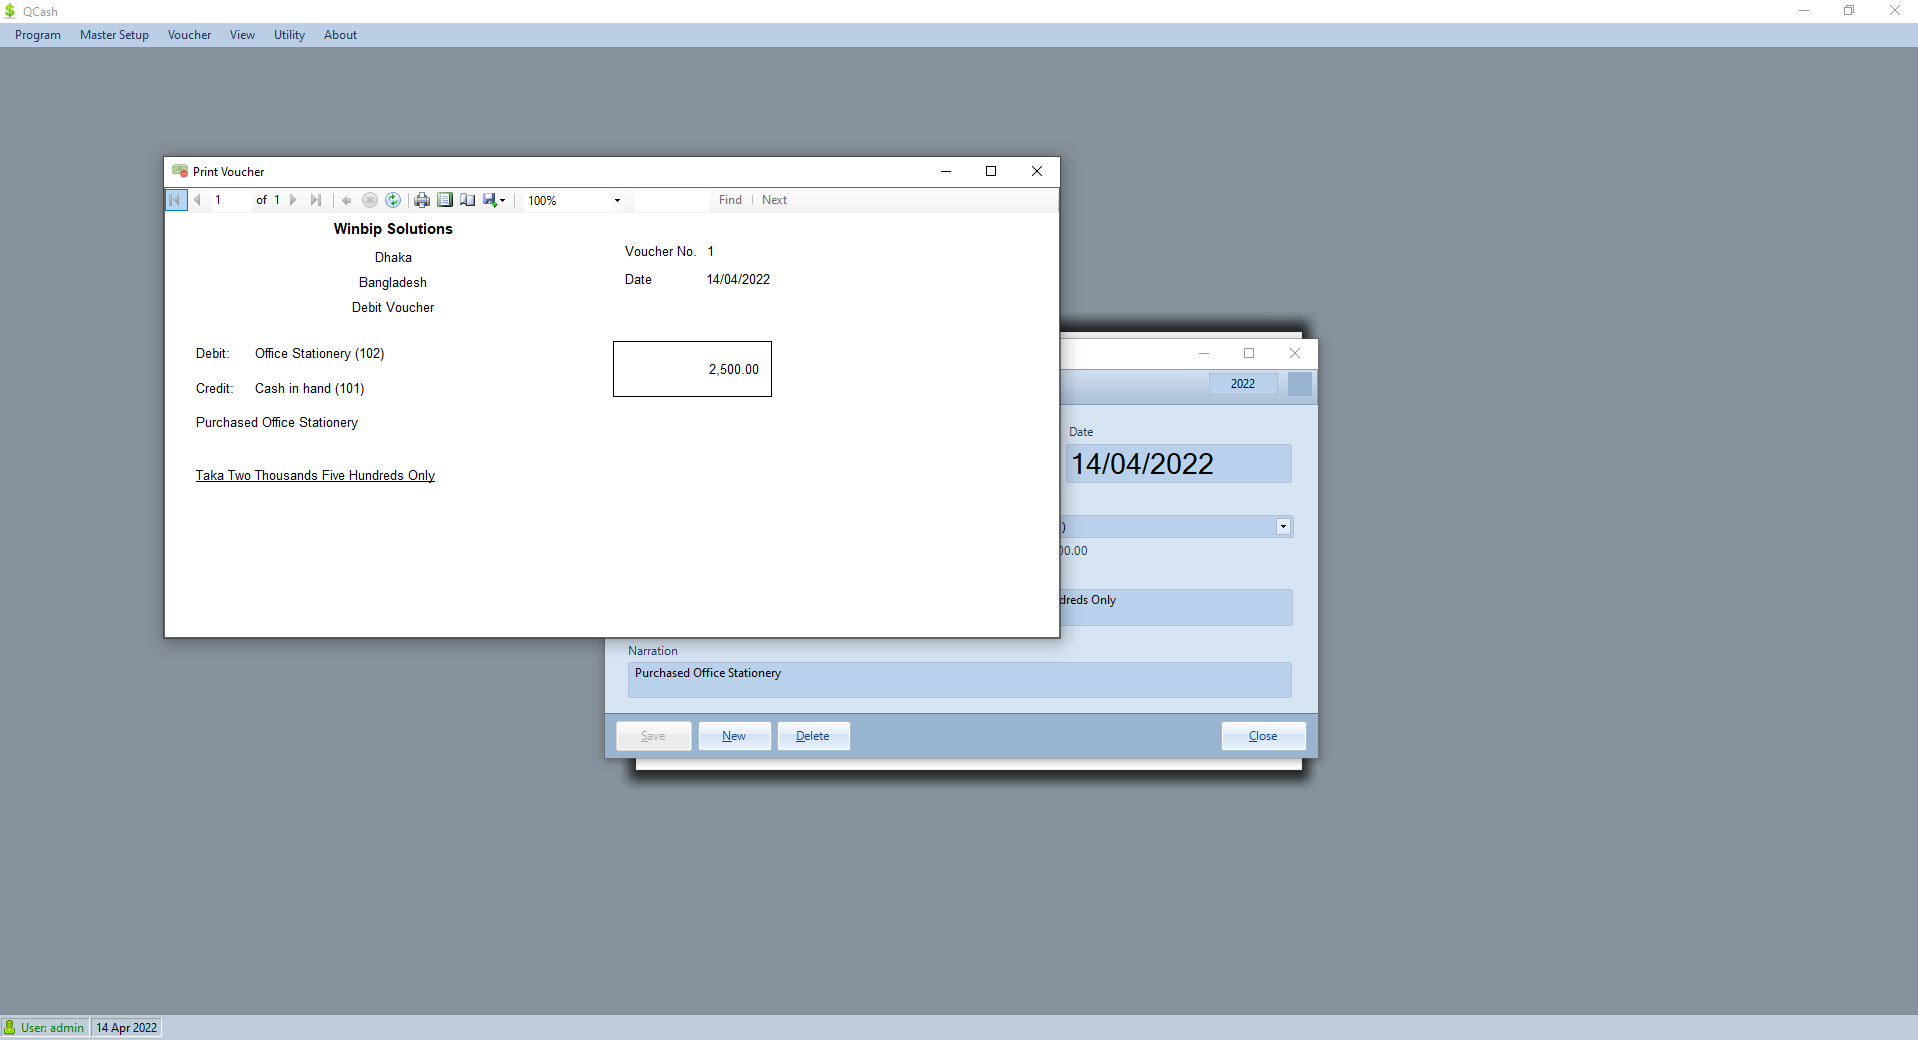 QCash
Program Master Setup Voucher View Utility About
Print Voucher
1 of 1 100% Find Next
Winbip Solutions
Dhaka
Bangladesh
Debit Voucher
Voucher No. 1
Date 14/04/2022
Debit: Office Stationery (102)
2,500.00
Credit: Cash in hand (101)
Purchased Office Stationery
Taka Two Thousands Five Hundreds Only
2022
Date
14/04/2022
)
00.00
dreds Only
Narration
Purchased Office Stationery
Save New Delete Close
User: admin 14 Apr 2022